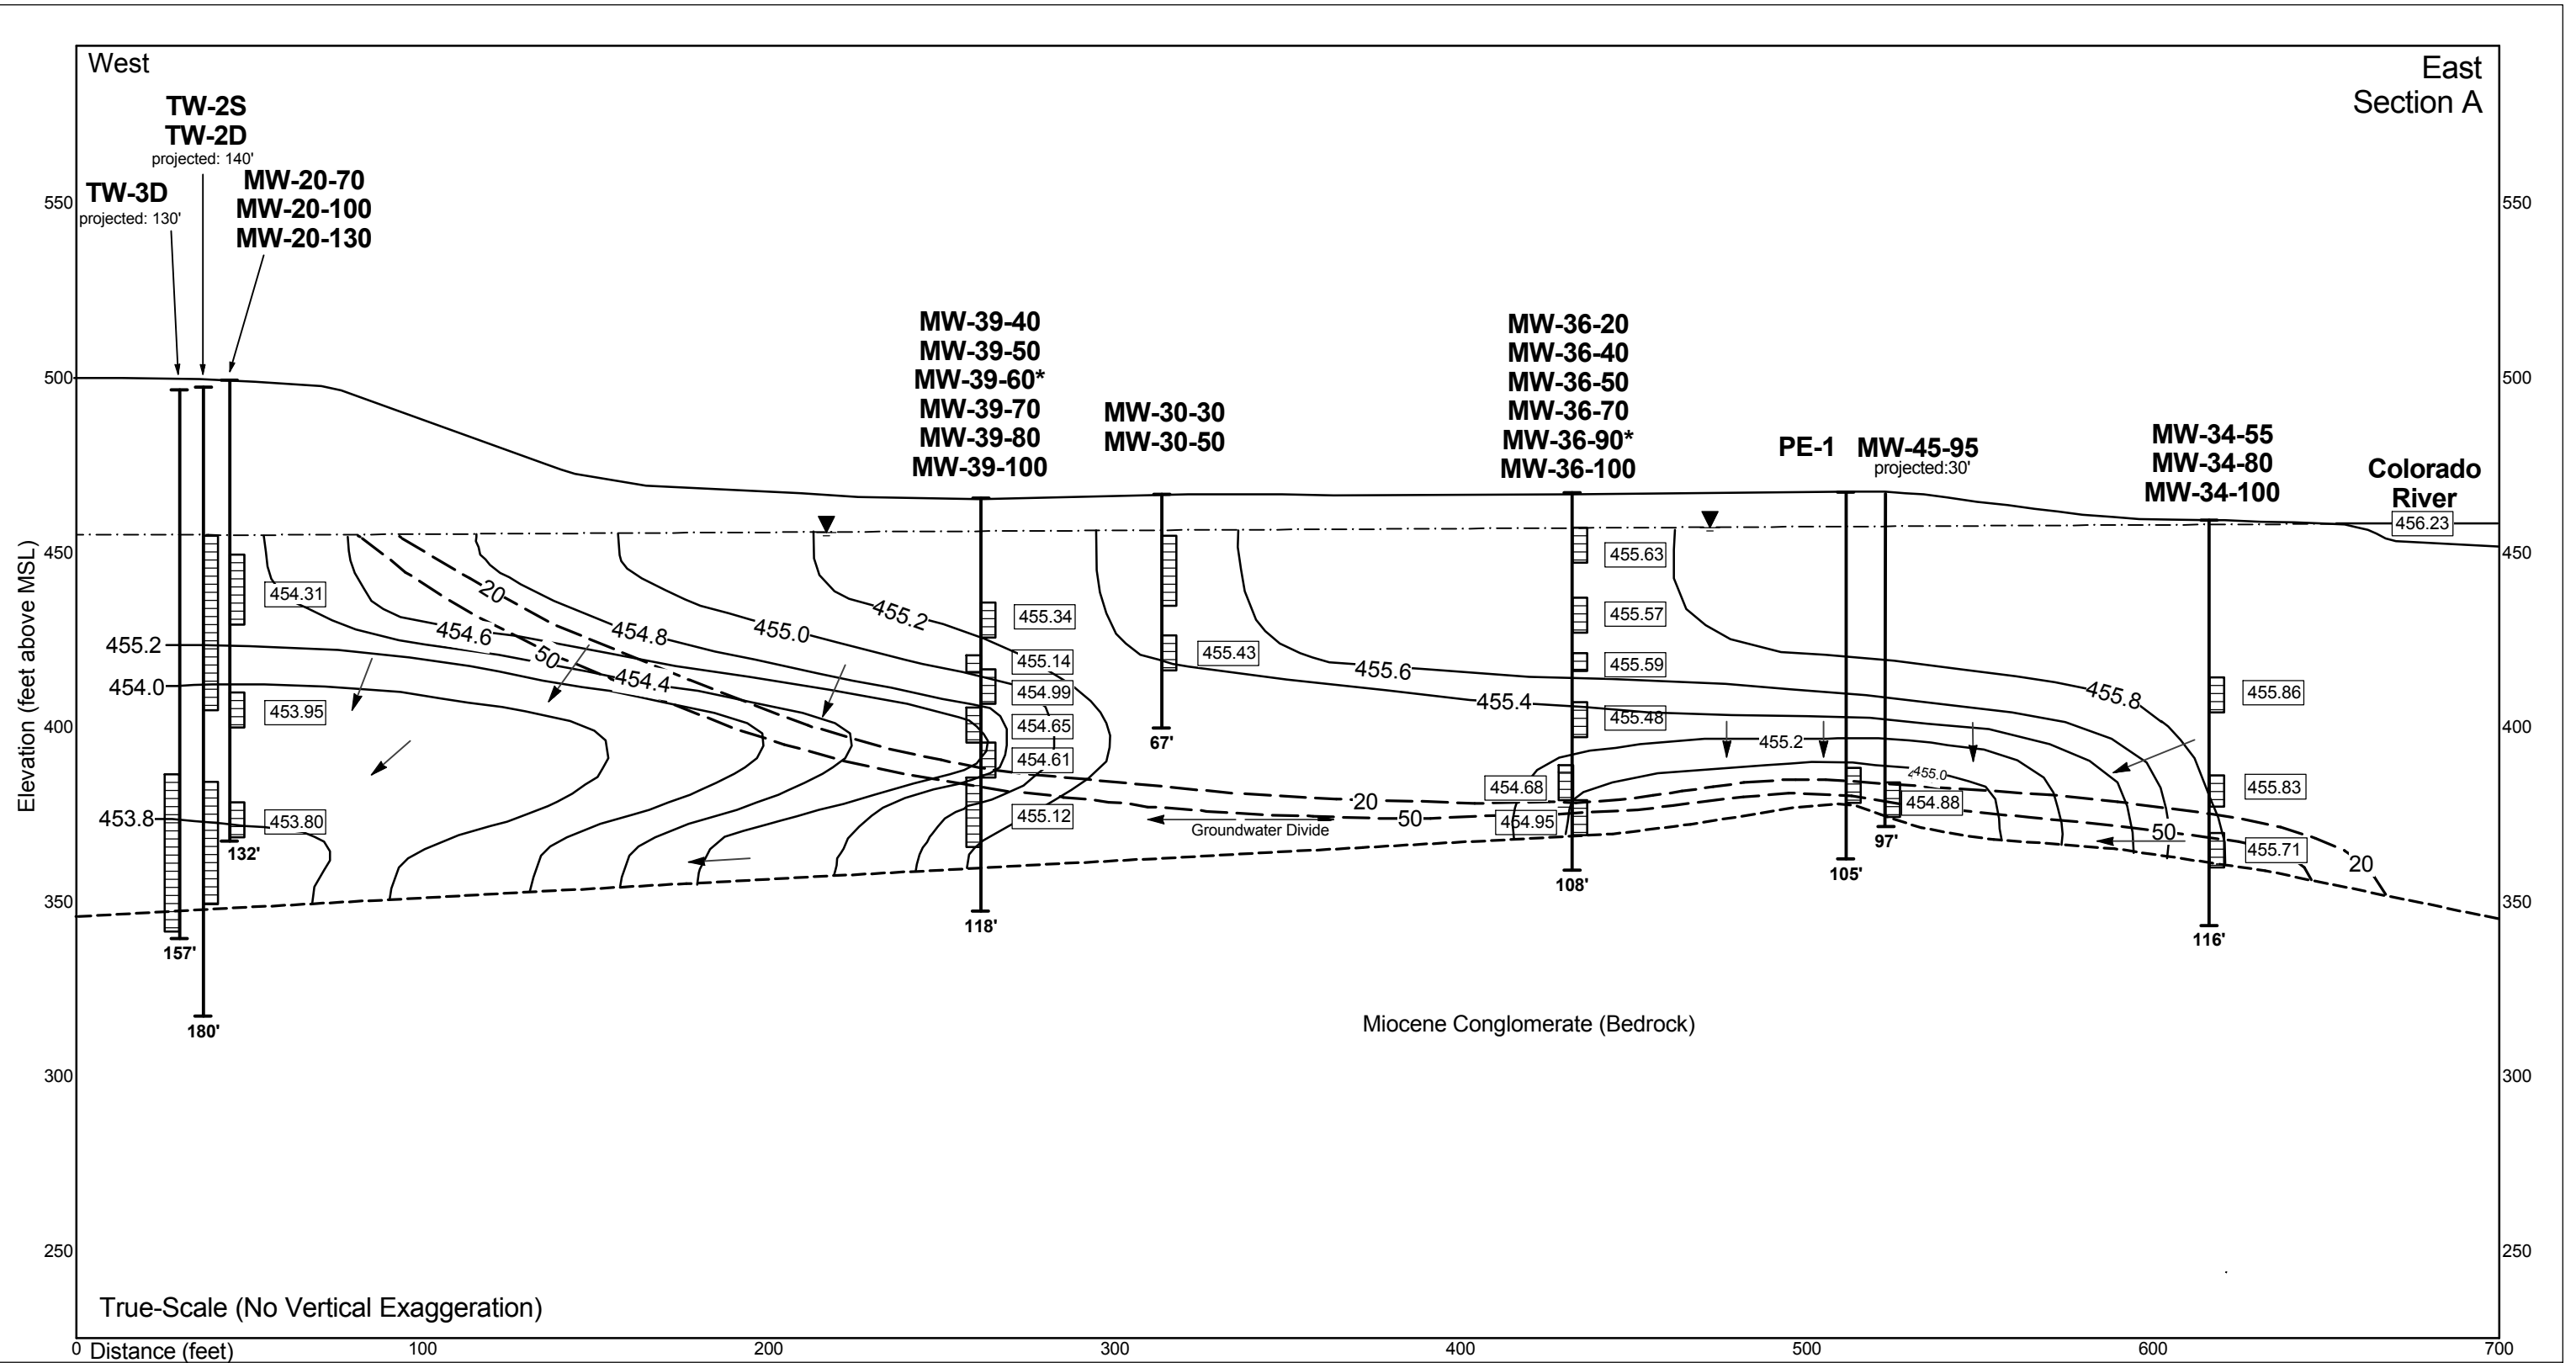 West
East
Section A
TW-2S
TW-2D
projected: 140'
TW-3D
projected: 130'
MW-20-70
MW-20-100
MW-20-130
MW-39-40
MW-39-50
MW-39-60*
MW-39-70
MW-39-80
MW-39-100
MW-30-30
MW-30-50
MW-36-20
MW-36-40
MW-36-50
MW-36-70
MW-36-90*
MW-36-100
PE-1
MW-45-95
projected:30'
MW-34-55
MW-34-80
MW-34-100
Colorado
River
456.23
Elevation (feet above MSL)
550
500
450
400
350
300
250
550
500
450
400
350
300
250
455.2
454.0
453.8
454.31
453.95
453.80
132'
157'
180'
20
50
454.6
454.4
454.8
455.0
455.2
455.34
455.14
454.99
454.65
454.61
455.12
118'
455.43
67'
455.6
455.4
455.63
455.57
455.59
455.48
454.68
454.95
108'
20
50
Groundwater Divide
455.2
455.0
454.88
97'
105'
455.8
455.86
455.83
455.71
50
20
116'
Miocene Conglomerate (Bedrock)
True-Scale (No Vertical Exaggeration)
0
Distance (feet)
100
200
300
400
500
600
700